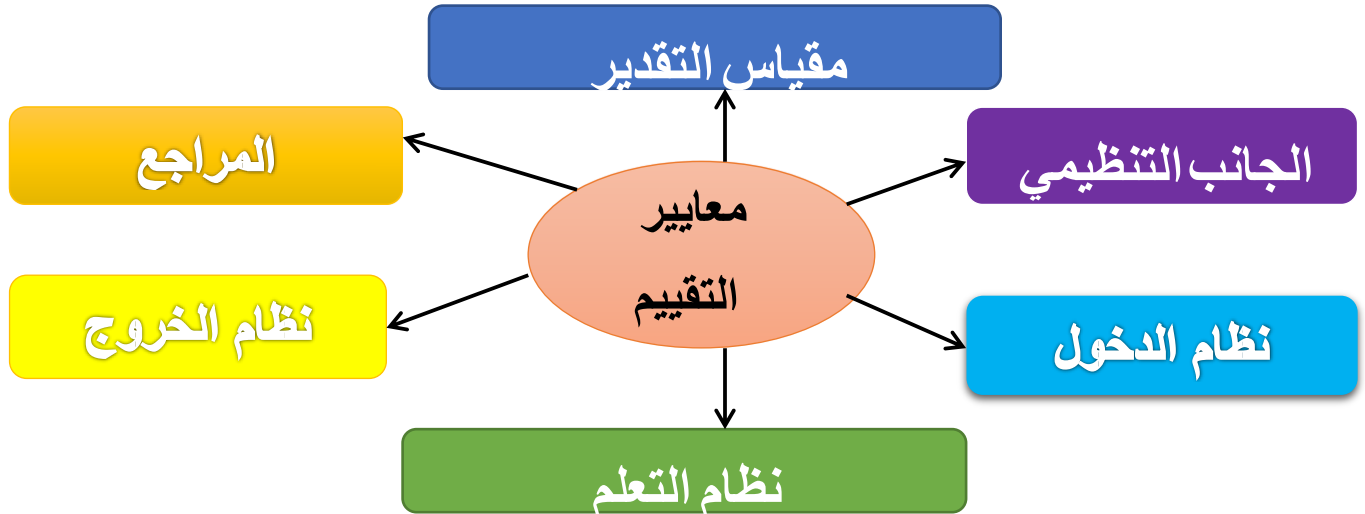 مقياس التقدير
الجانب التنظيمي
المراجع
معايير
التقييم
نظام الدخول
نظام الخروج
نظام التعلم